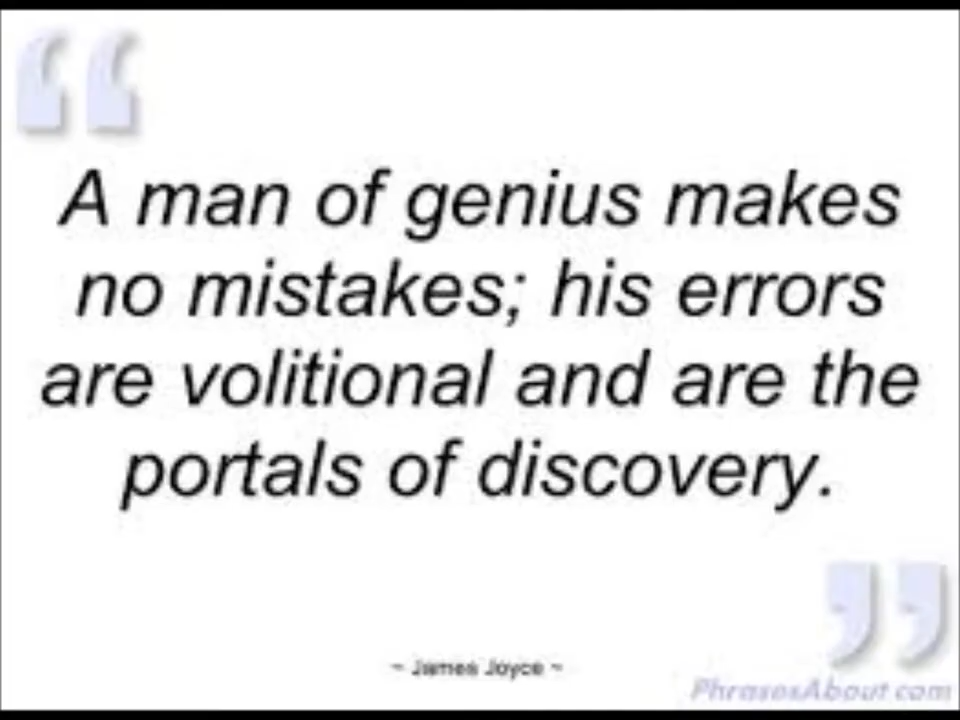 A man of genius makes
no mistakes; his errors
are volitional and are the
portals of discovery.
~ James Joyce ~
PhrasesAbout.com